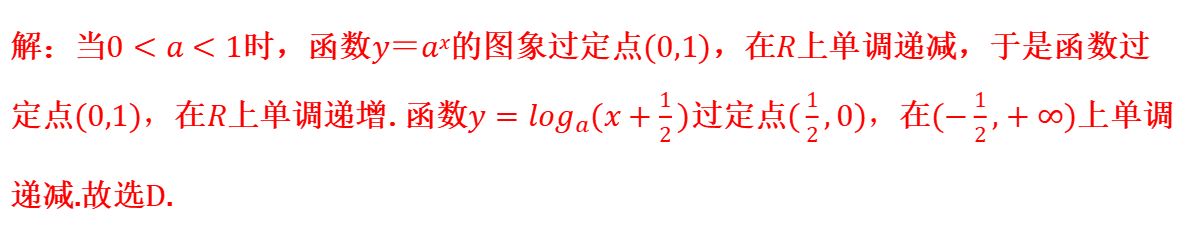 解：当0 < a < 1时，函数y＝aˣ的图象过定点(0,1)，在R上单调递减，于是函数过
定点(0,1)，在R上单调递增. 函数y = logₐ(x + 1/2)过定点(1/2,0)，在(−1/2, + ∞)上单调
递减.故选D.